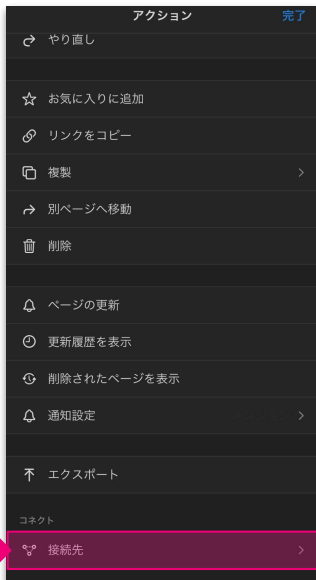 アクション
完了
やり直し
お気に入りに追加
リンクをコピー
複製
別ページへ移動
削除
ページの更新
更新履歴を表示
削除されたページを表示
通知設定
エクスポート
コネクト
接続先